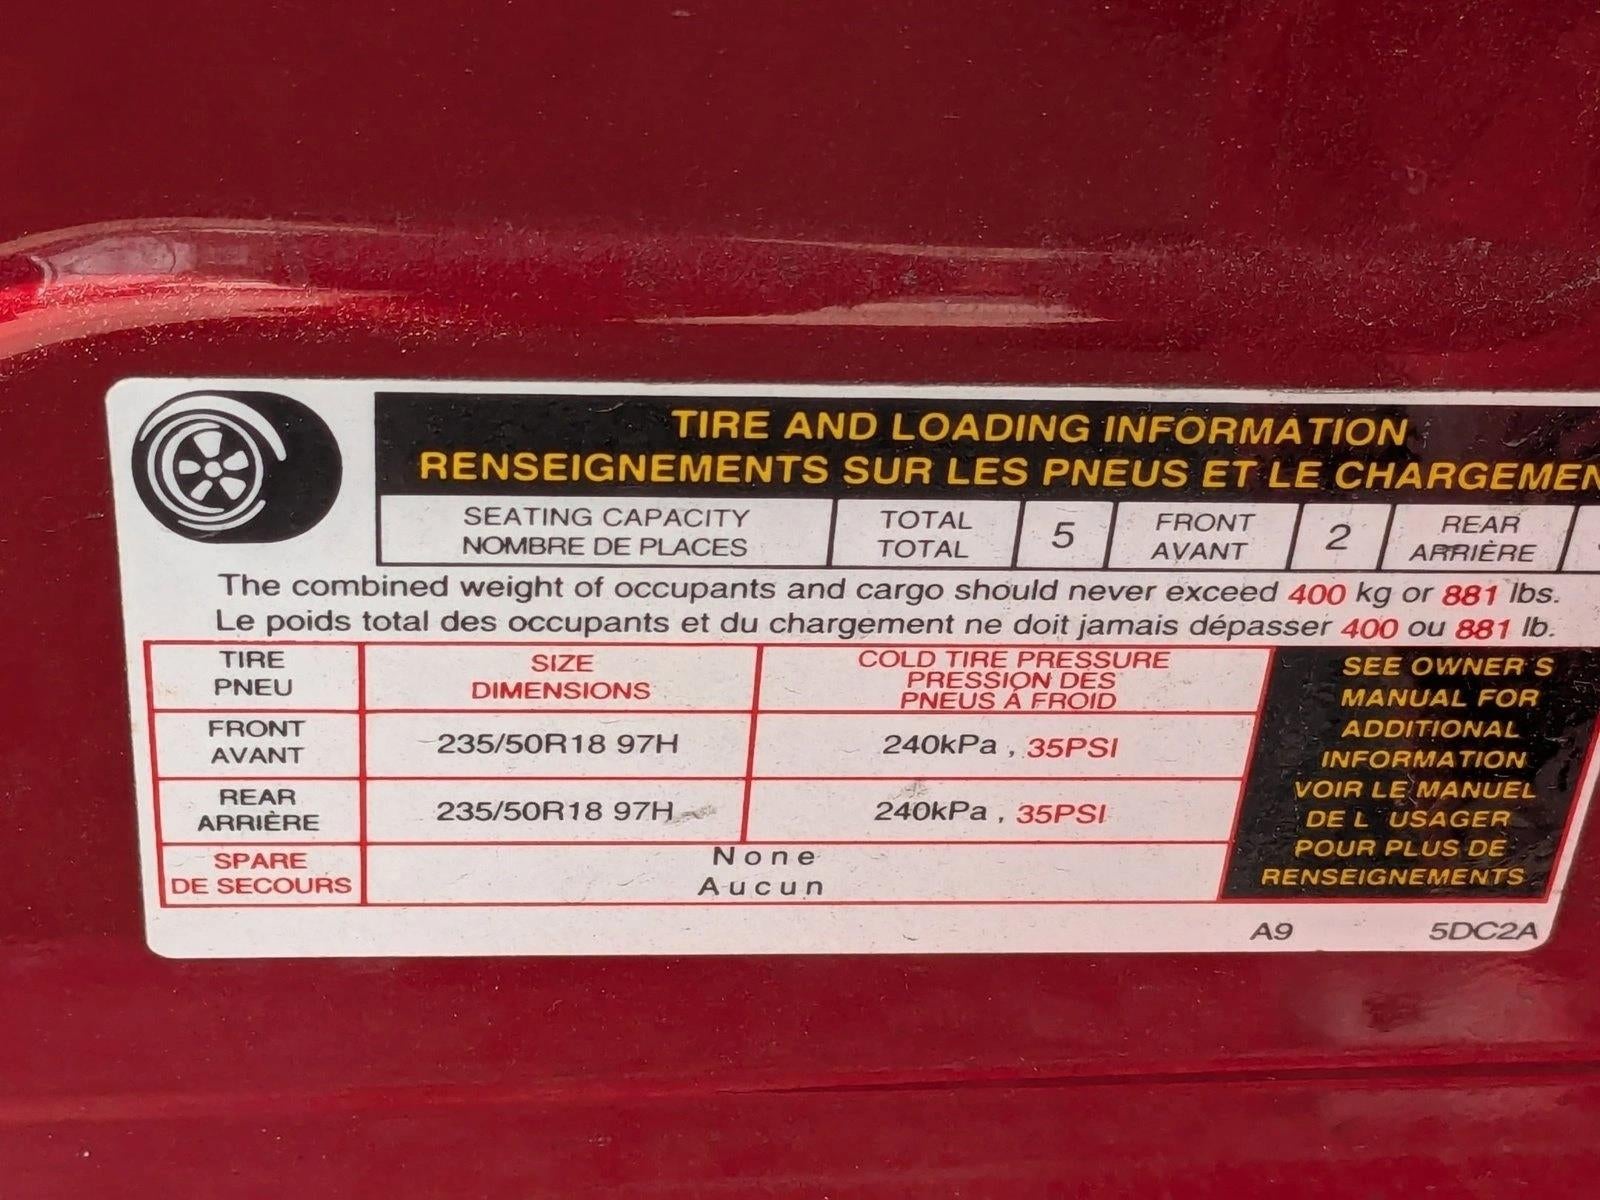 TIRE AND LOADING INFORMATION
RENSEIGNEMENTS SUR LES PNEUS ET LE CHARGEMEN
SEATING CAPACITY TOTAL 5 FRONT 2 REAR
NOMBRE DE PLACES TOTAL AVANT ARRIÈRE
The combined weight of occupants and cargo should never exceed 400 kg or 881 lbs.
Le poids total des occupants et du chargement ne doit jamais dépasser 400 ou 881 lb.
TIRE SIZE COLD TIRE PRESSURE
PNEU DIMENSIONS PRESSION DES
PNEUS À FROID
FRONT 235/50R18 97H 240kPa , 35PSI
AVANT
REAR 235/50R18 97H 240kPa , 35PSI
ARRIÈRE
SPARE None
DE SECOURS Aucun
SEE OWNER'S
MANUAL FOR
ADDITIONAL
INFORMATION
VOIR LE MANUEL
DE L USAGER
POUR PLUS DE
RENSEIGNEMENTS
A9 5DC2A